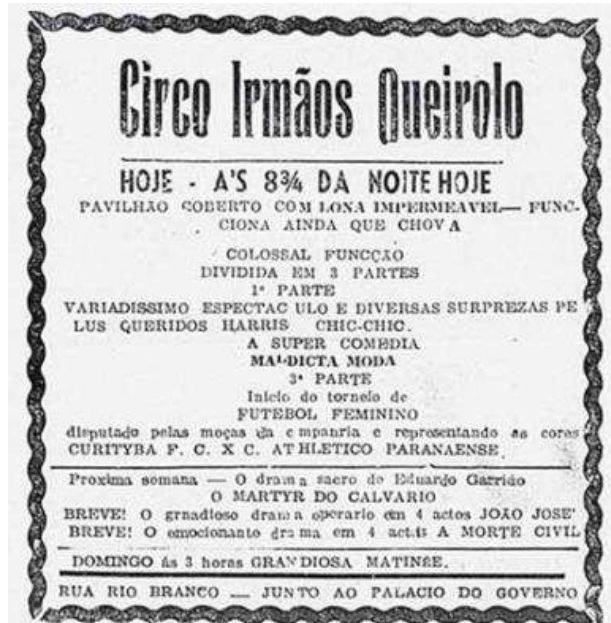 Circo Irmãos Queirolo
HOJE - A'S 8¾ DA NOITE HOJE
PAVILHÃO COBERTO COM LONA IMPERMEAVEL— FUNC-
CIONA AINDA QUE CHOVA
COLOSSAL FUNCÇÃO
DIVIDIDA EM 3 PARTES
1ª PARTE
VARIADISSIMO ESPECTACULO E DIVERSAS SURPREZAS PE
LUS QUERIDOS HARRIS CHIC-CHIC.
A SUPER COMEDIA
MALDICTA MODA
3ª PARTE
Inicio do torneio de
FUTEBOL FEMININO
disputado pelas moças da companria e representando as cores
CURITYBA F. C. X C. ATHLETICO PARANAENSE
Proxima semana — O drama sacro de Eduardo Garrido
O MARTYR DO CALVARIO
BREVE! O grnadioso drama operario em 4 actos JOÃO JOSE'
BREVE! O emocionante drama em 4 actis A MORTE CIVIL
DOMINGO ás 3 horas GRANDIOSA MATINÉE.
RUA RIO BRANCO — JUNTO AO PALACIO DO GOVERNO